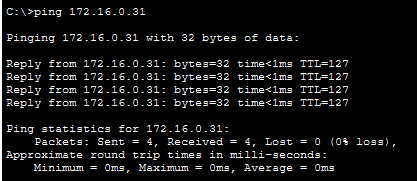 C:\>ping 172.16.0.31
Pinging 172.16.0.31 with 32 bytes of data:
Reply from 172.16.0.31: bytes=32 time<1ms TTL=127
Reply from 172.16.0.31: bytes=32 time<1ms TTL=127
Reply from 172.16.0.31: bytes=32 time<1ms TTL=127
Reply from 172.16.0.31: bytes=32 time<1ms TTL=127
Ping statistics for 172.16.0.31:
    Packets: Sent = 4, Received = 4, Lost = 0 (0% loss),
Approximate round trip times in milli-seconds:
    Minimum = 0ms, Maximum = 0ms, Average = 0ms